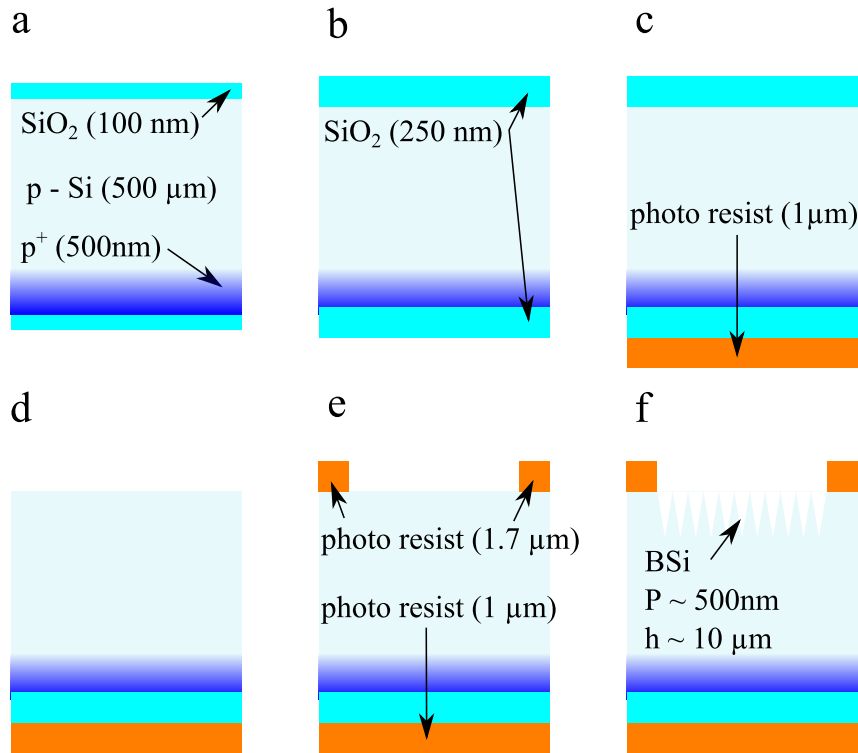 a
SiO₂ (100 nm)
p - Si (500 µm)
p⁺ (500nm)
b
SiO₂ (250 nm)
c
photo resist (1µm)
d
e
photo resist (1.7 µm)
photo resist (1 µm)
f
BSi
P ~ 500nm
h ~ 10 µm